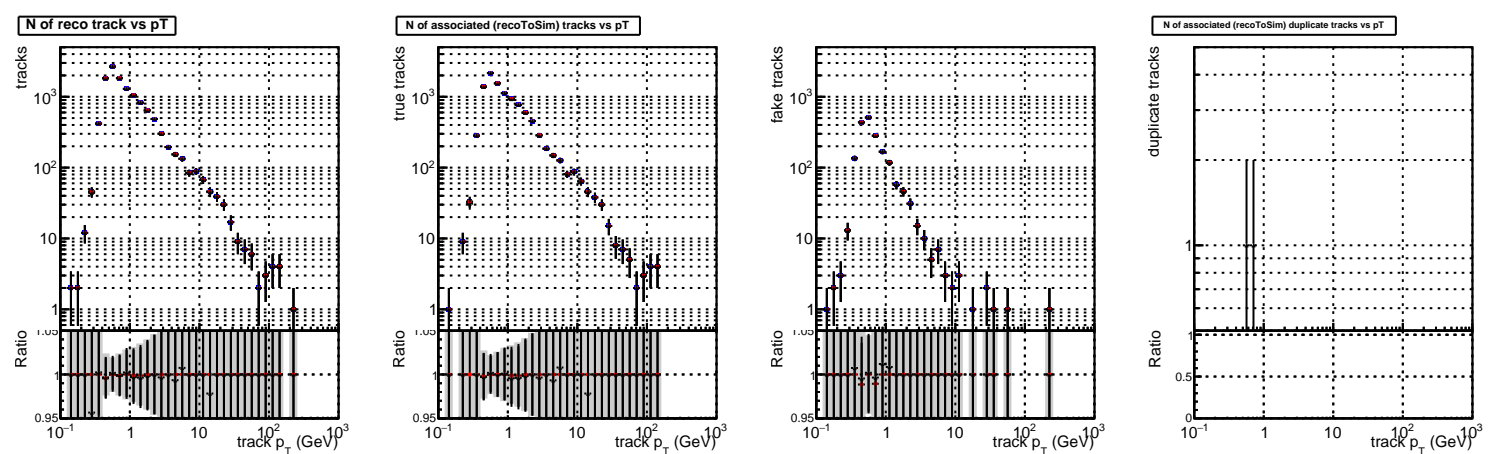 N of reco track vs pT
tracks
10³
10²
10
1
Ratio
1.05
1
0.95
10⁻¹ 1 10 10² 10³
track p_T (GeV)
N of associated (recoToSim) tracks vs pT
true tracks
10³
10²
10
1
Ratio
1.05
1
0.95
10⁻¹ 1 10 10² 10³
track p_T (GeV)
fake tracks
10³
10²
10
1
Ratio
1.05
1
0.95
10⁻¹ 1 10 10² 10³
track p_T (GeV)
N of associated (recoToSim) duplicate tracks vs pT
duplicate tracks
1
Ratio
1
0.5
0
10⁻¹ 1 10 10² 10³
track p_T (GeV)